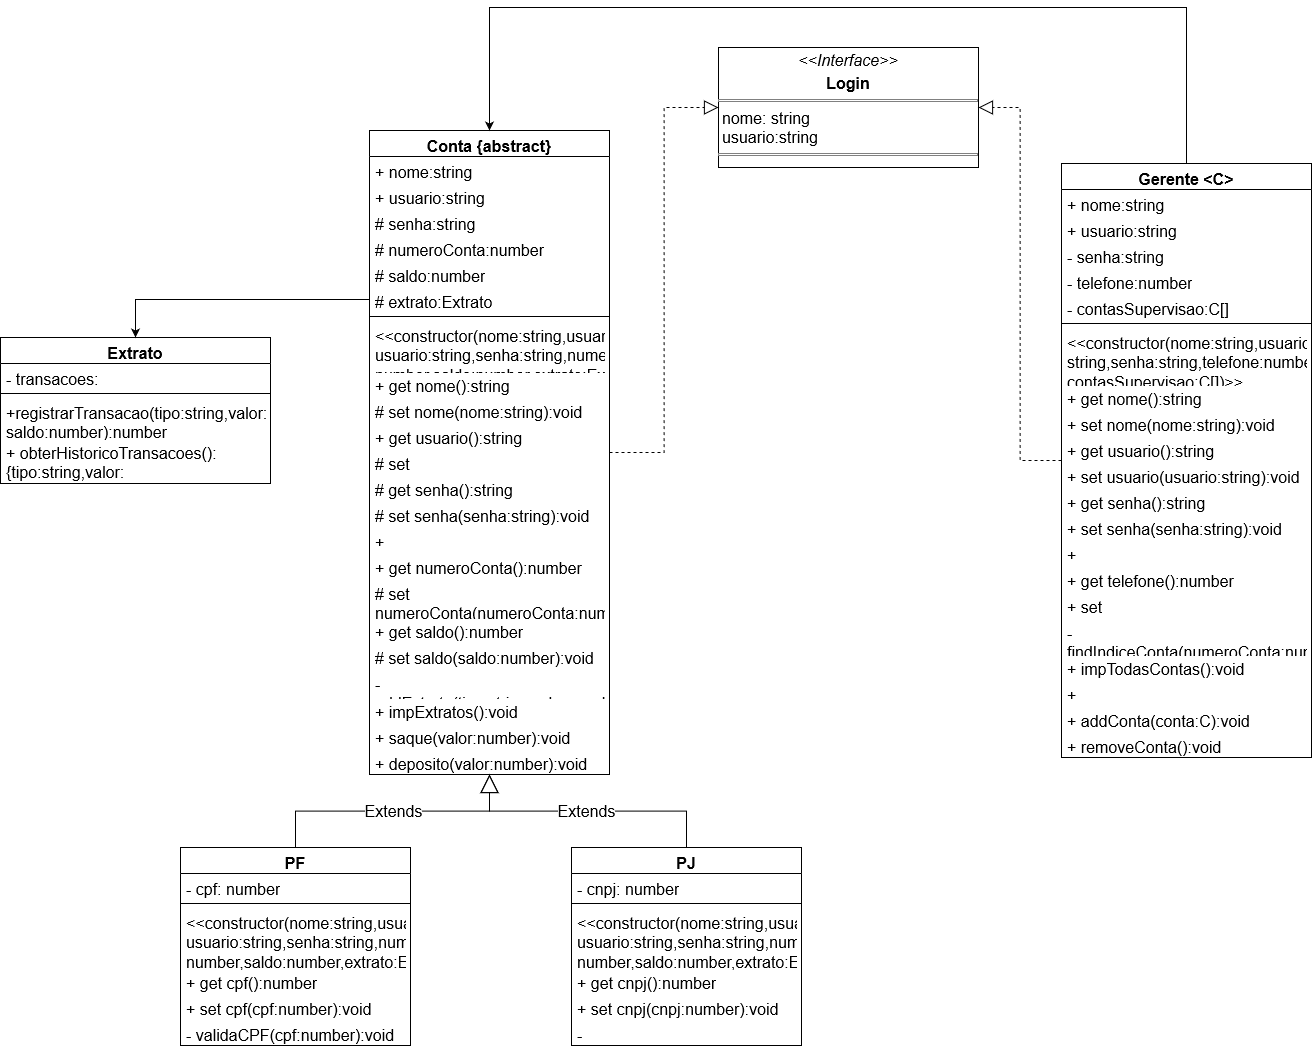 <<Interface>>
Login
nome: string
usuario:string
Conta {abstract}
+ nome:string
+ usuario:string
# senha:string
# numeroConta:number
# saldo:number
# extrato:Extrato
<<constructor(nome:string,usuar
usuario:string,senha:string,nume
+ get nome():string
# set nome(nome:string):void
+ get usuario():string
# set
# get senha():string
# set senha(senha:string):void
+
+ get numeroConta():number
# set
numeroConta(numeroConta:num
+ get saldo():number
# set saldo(saldo:number):void
-
+ impExtratos():void
+ saque(valor:number):void
+ deposito(valor:number):void
Gerente <C>
+ nome:string
+ usuario:string
- senha:string
- telefone:number
- contasSupervisao:C[]
<<constructor(nome:string,usuario
string,senha:string,telefone:numbe
contasSupervisao:C[])>>
+ get nome():string
+ set nome(nome:string):void
+ get usuario():string
+ set usuario(usuario:string):void
+ get senha():string
+ set senha(senha:string):void
+
+ get telefone():number
+ set
-
findIndiceConta(numeroConta:nur
+ impTodasContas():void
+
+ addConta(conta:C):void
+ removeConta():void
Extrato
- transacoes:
+registrarTransacao(tipo:string,valor:
saldo:number):number
+ obterHistoricoTransacoes():
{tipo:string,valor:
Extends
Extends
PF
- cpf: number
<<constructor(nome:string,usua
usuario:string,senha:string,num
number,saldo:number,extrato:E
+ get cpf():number
+ set cpf(cpf:number):void
- validaCPF(cpf:number):void
PJ
- cnpj: number
<<constructor(nome:string,usua
usuario:string,senha:string,num
number,saldo:number,extrato:E
+ get cnpj():number
+ set cnpj(cnpj:number):void
-